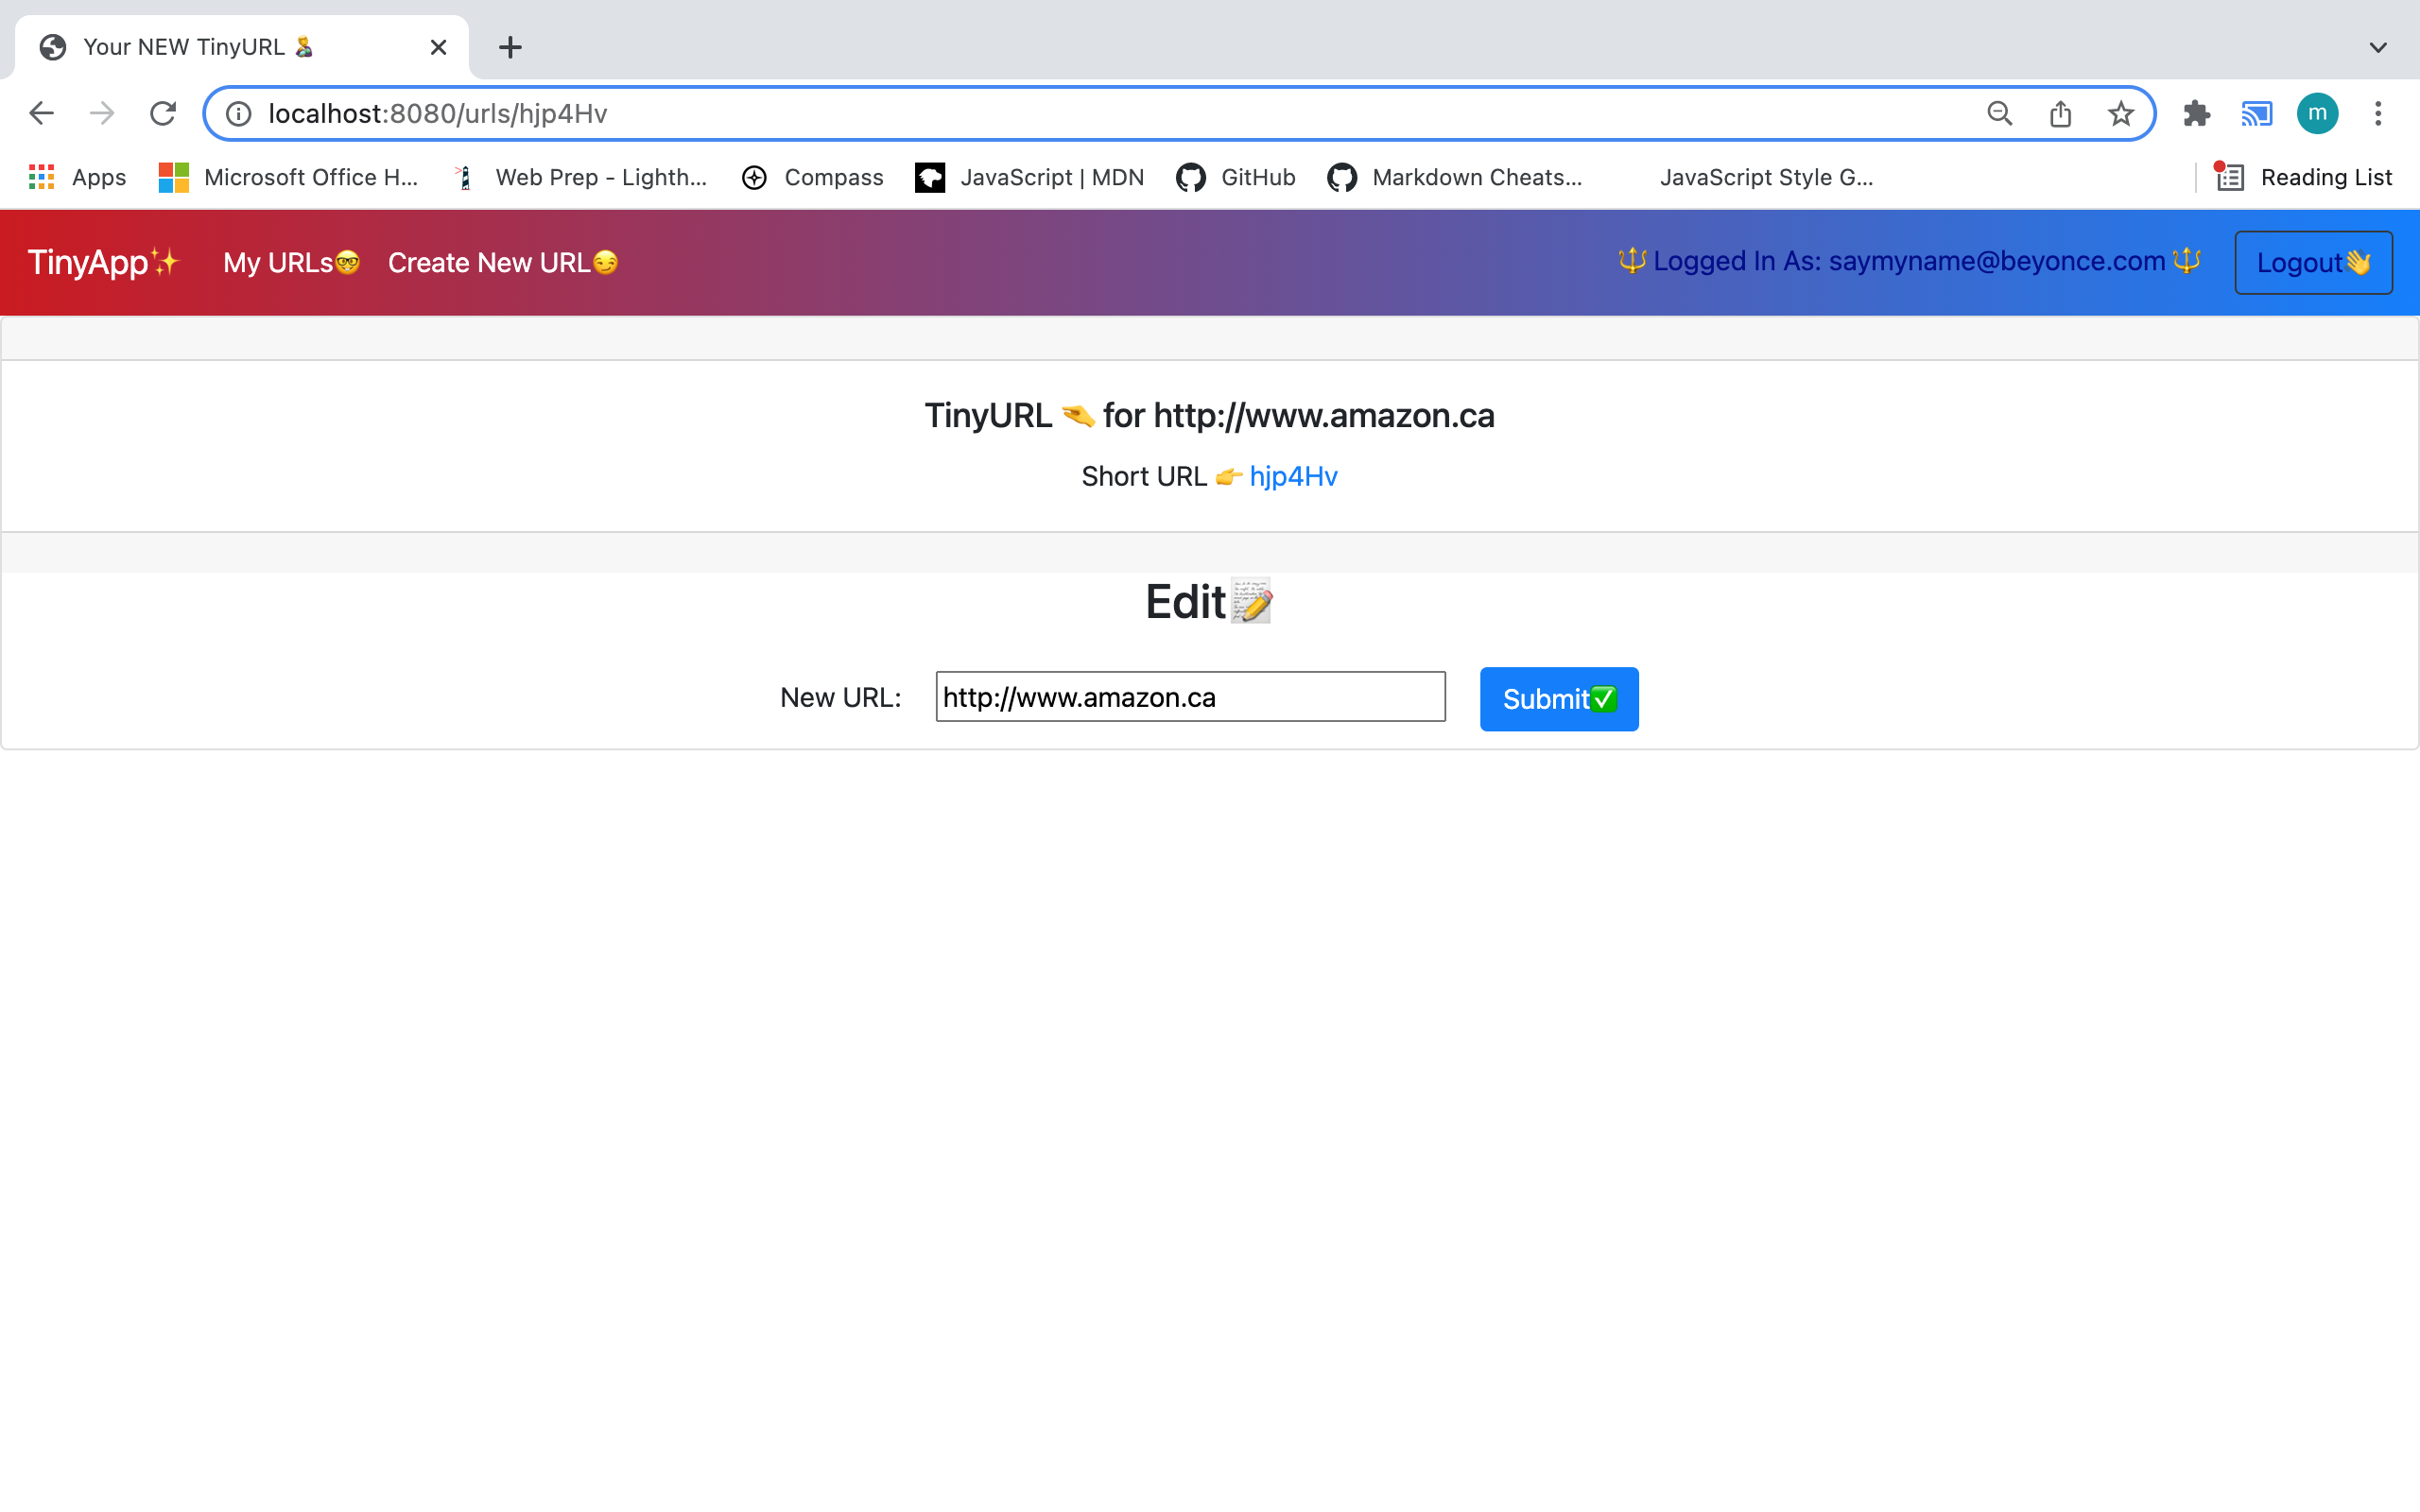 Your NEW TinyURL 🤱
localhost:8080/urls/hjp4Hv
m
Apps Microsoft Office H... Web Prep - Lighth... Compass JavaScript | MDN GitHub Markdown Cheats... JavaScript Style G... Reading List
TinyApp✨ My URLs🤓 Create New URL😏 🔱 Logged In As: saymyname@beyonce.com 🔱 Logout👋
TinyURL 🤏 for http://www.amazon.ca
Short URL 👉 hjp4Hv
Edit📝
New URL: http://www.amazon.ca Submit✅